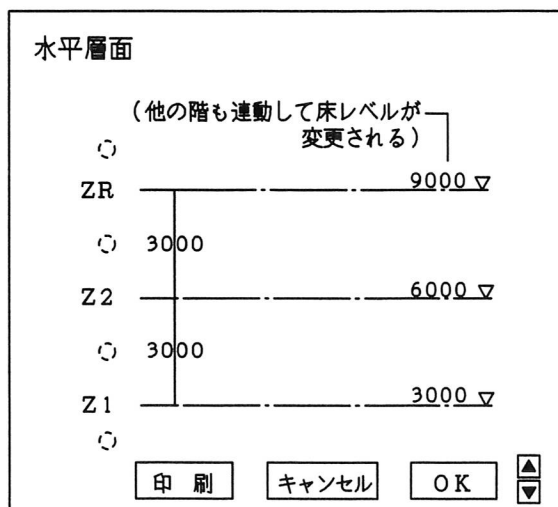 水平層面
(他の階も連動して床レベルが
変更される)
ZR 9000
3000
Z2 6000
3000
Z1 3000
印 刷 キャンセル OK